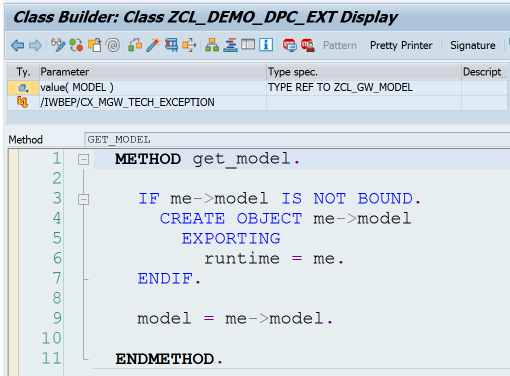 Class Builder: Class ZCL_DEMO_DPC_EXT Display
Pattern Pretty Printer Signature
Ty. Parameter Type spec. Descript
value( MODEL ) TYPE REF TO ZCL_GW_MODEL
/IWBEP/CX_MGW_TECH_EXCEPTION
Method GET_MODEL
1 METHOD get_model.
2
3 IF me->model IS NOT BOUND.
4 CREATE OBJECT me->model
5 EXPORTING
6 runtime = me.
7 ENDIF.
8
9 model = me->model.
10
11 ENDMETHOD.